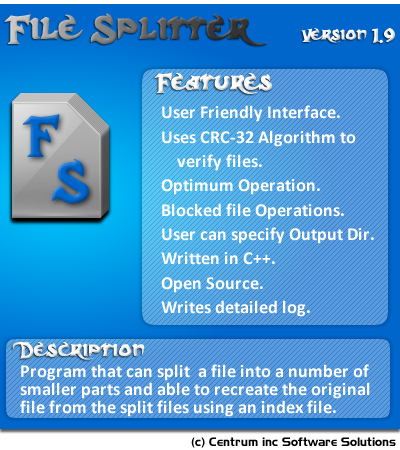 File Splitter
Version 1.9
Features
User Friendly Interface.
Uses CRC-32 Algorithm to
verify files.
Optimum Operation.
Blocked file Operations.
User can specify Output Dir.
Written in C++.
Open Source.
Writes detailed log.
F
S
Description
Program that can split a file into a number of
smaller parts and able to recreate the original
file from the split files using an index file.
(c) Centrum inc Software Solutions